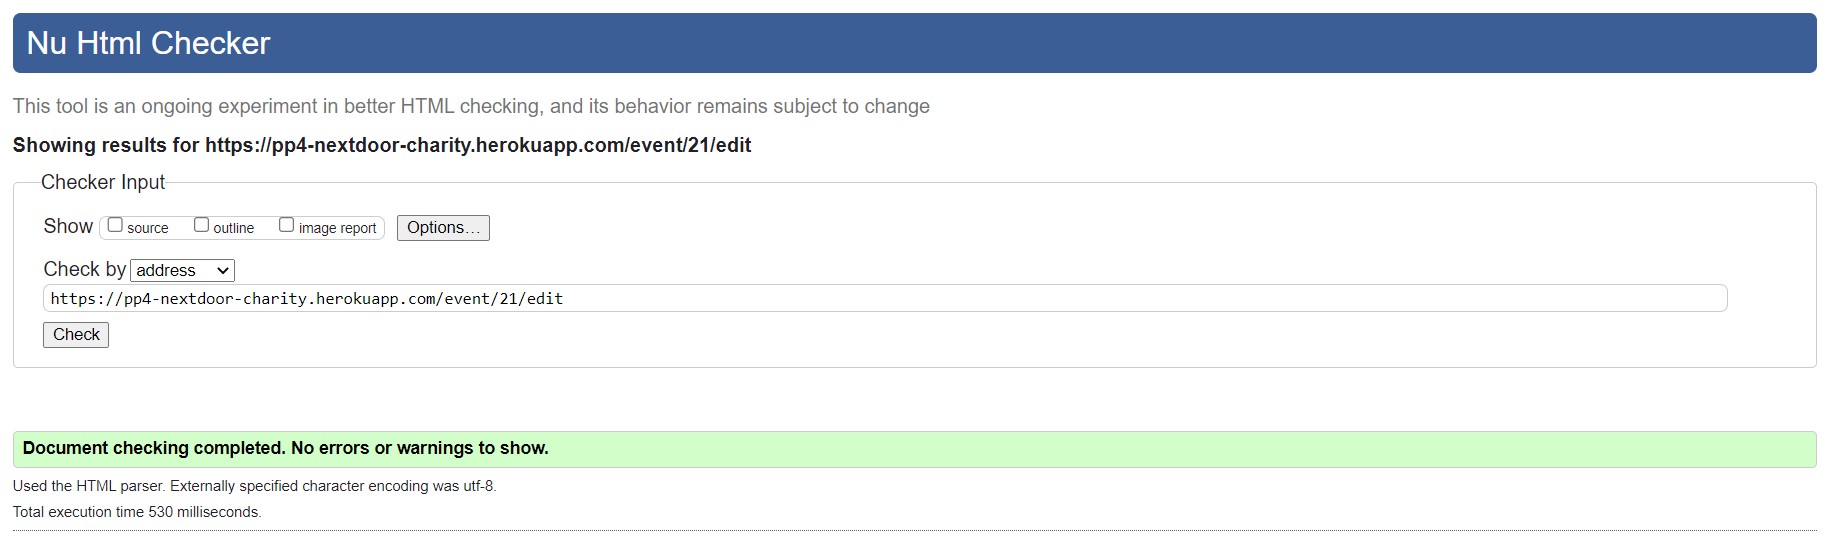 Nu Html Checker
This tool is an ongoing experiment in better HTML checking, and its behavior remains subject to change
Showing results for https://pp4-nextdoor-charity.herokuapp.com/event/21/edit
Checker Input
Show source outline image report Options...
Check by address
https://pp4-nextdoor-charity.herokuapp.com/event/21/edit
Check
Document checking completed. No errors or warnings to show.
Used the HTML parser. Externally specified character encoding was utf-8.
Total execution time 530 milliseconds.